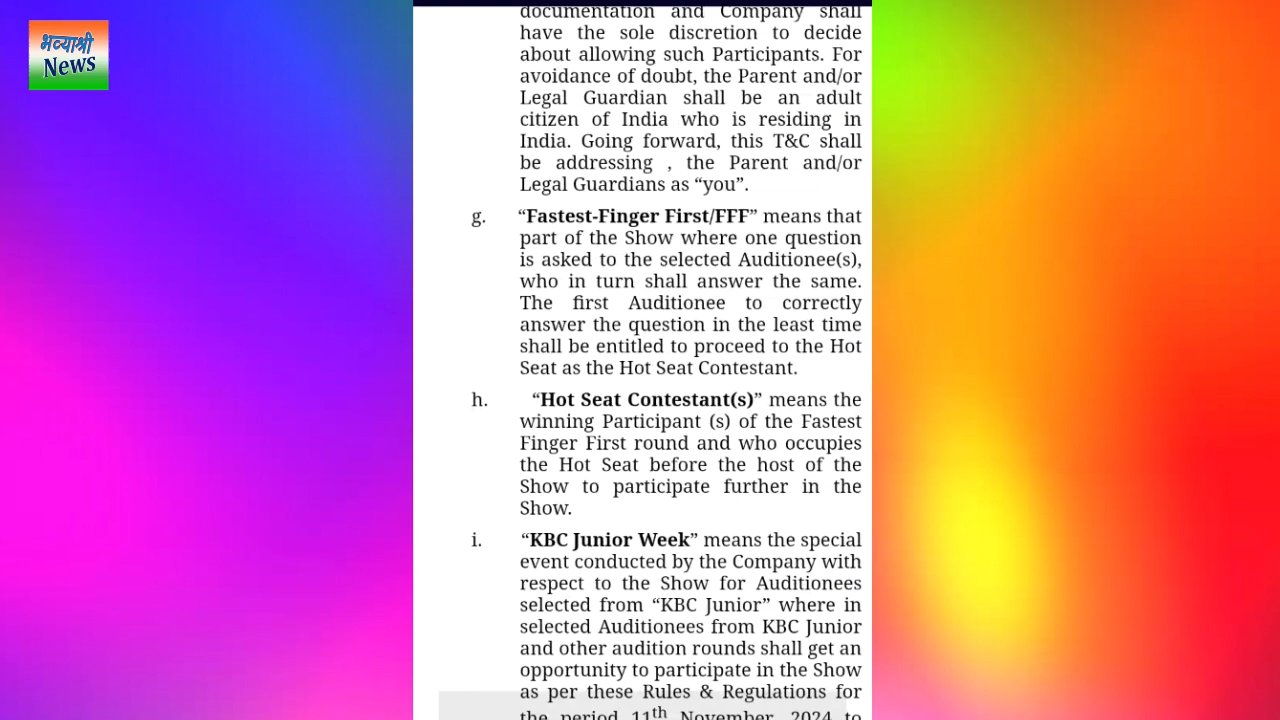 भव्याश्री
News
documentation and Company shall
have the sole discretion to decide
about allowing such Participants. For
avoidance of doubt, the Parent and/or
Legal Guardian shall be an adult
citizen of India who is residing in
India. Going forward, this T&C shall
be addressing , the Parent and/or
Legal Guardians as “you”.
g. “Fastest-Finger First/FFF” means that
part of the Show where one question
is asked to the selected Auditionee(s),
who in turn shall answer the same.
The first Auditionee to correctly
answer the question in the least time
shall be entitled to proceed to the Hot
Seat as the Hot Seat Contestant.
h. “Hot Seat Contestant(s)” means the
winning Participant (s) of the Fastest
Finger First round and who occupies
the Hot Seat before the host of the
Show to participate further in the
Show.
i. “KBC Junior Week” means the special
event conducted by the Company with
respect to the Show for Auditionees
selected from “KBC Junior” where in
selected Auditionees from KBC Junior
and other audition rounds shall get an
opportunity to participate in the Show
as per these Rules & Regulations for
the period 11th November, 2024 to